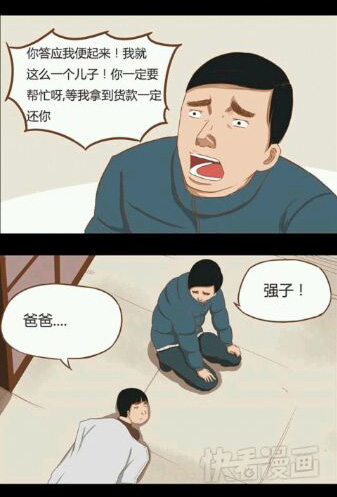 你答应我便起来！我就
这么一个儿子！你一定要
帮忙呀,等我拿到货款一定
还你
强子！
爸爸....
快看漫画